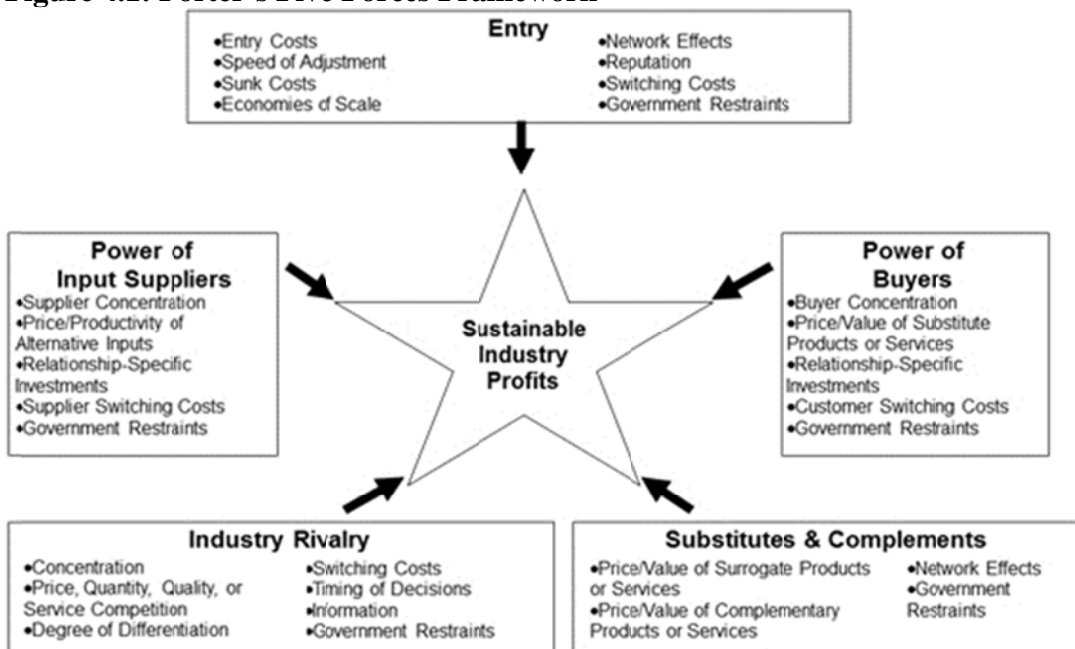 Entry
•Entry Costs
•Speed of Adjustment
•Sunk Costs
•Economies of Scale
•Network Effects
•Reputation
•Switching Costs
•Government Restraints
Power of
Input Suppliers
•Supplier Concentration
•Price/Productivity of
Alternative Inputs
•Relationship-Specific
Investments
•Supplier Switching Costs
•Government Restraints
Sustainable
Industry
Profits
Power of
Buyers
•Buyer Concentration
•Price/Value of Substitute
Products or Services
•Relationship-Specific
Investments
•Customer Switching Costs
•Government Restraints
Industry Rivalry
•Concentration
•Price, Quantity, Quality, or
Service Competition
•Degree of Differentiation
•Switching Costs
•Timing of Decisions
•Information
•Government Restraints
Substitutes & Complements
•Price/Value of Surrogate Products
or Services
•Price/Value of Complementary
Products or Services
•Network Effects
•Government
Restraints